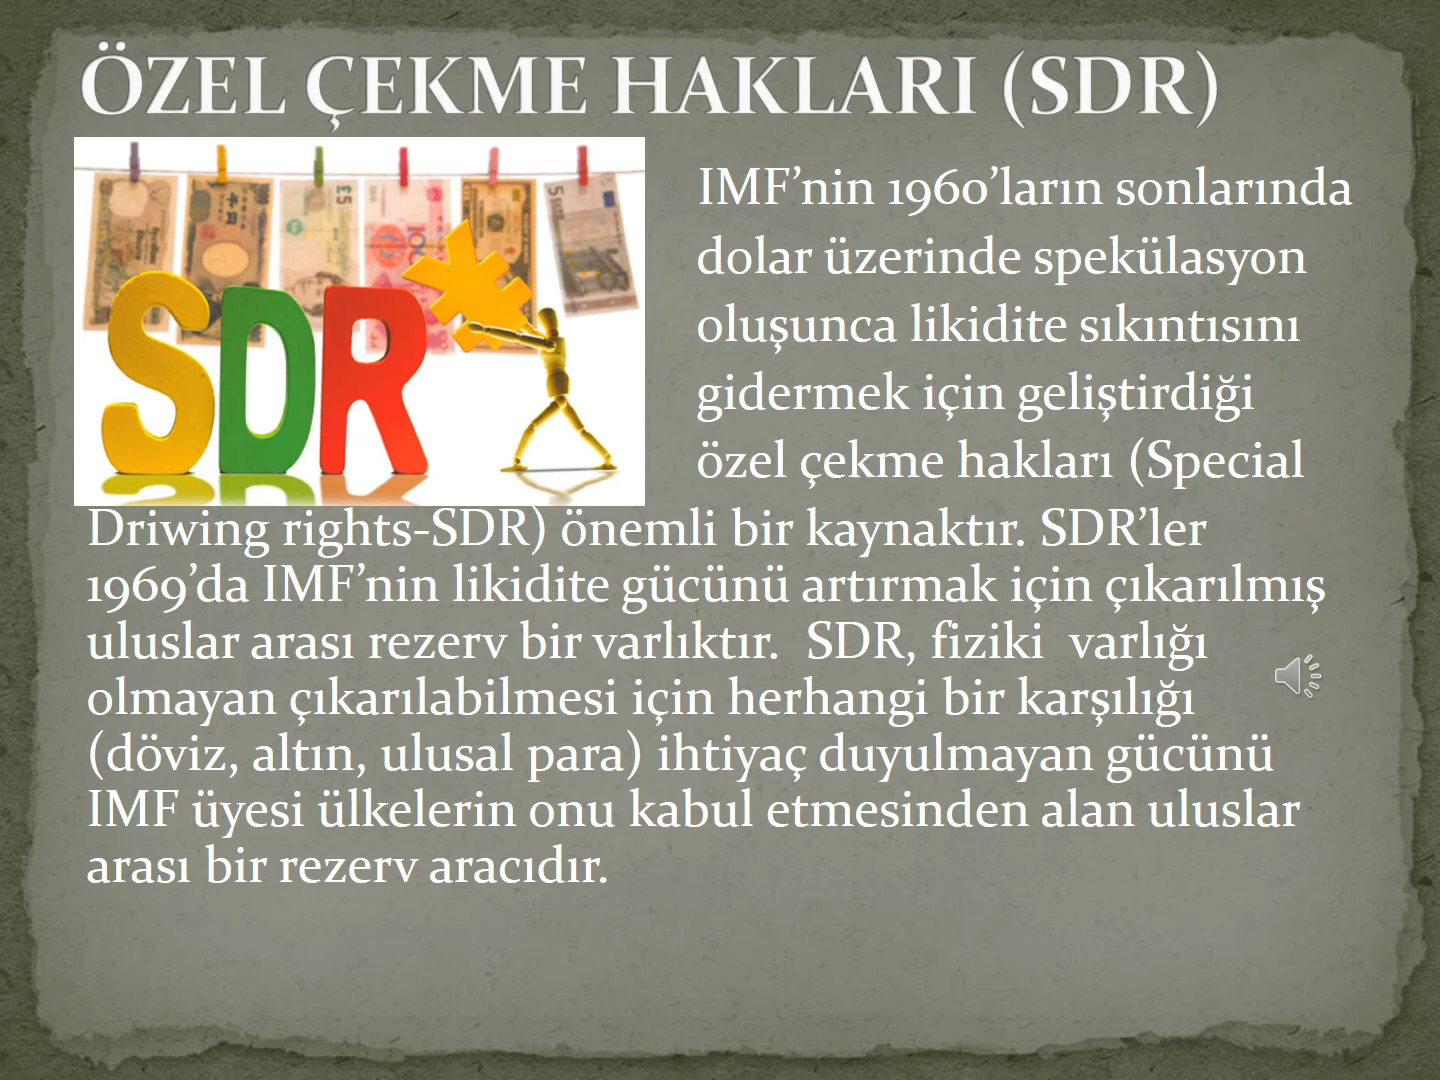 ÖZEL ÇEKME HAKLARI (SDR)
IMF’nin 1960’ların sonlarında
dolar üzerinde spekülasyon
oluşunca likidite sıkıntısını
gidermek için geliştirdiği
özel çekme hakları (Special
SDR
Driwing rights-SDR) önemli bir kaynaktır. SDR’ler
1969’da IMF’nin likidite gücünü artırmak için çıkarılmış
uluslar arası rezerv bir varlıktır.  SDR, fiziki  varlığı
olmayan çıkarılabilmesi için herhangi bir karşılığı
(döviz, altın, ulusal para) ihtiyaç duyulmayan gücünü
IMF üyesi ülkelerin onu kabul etmesinden alan uluslar
arası bir rezerv aracıdır.